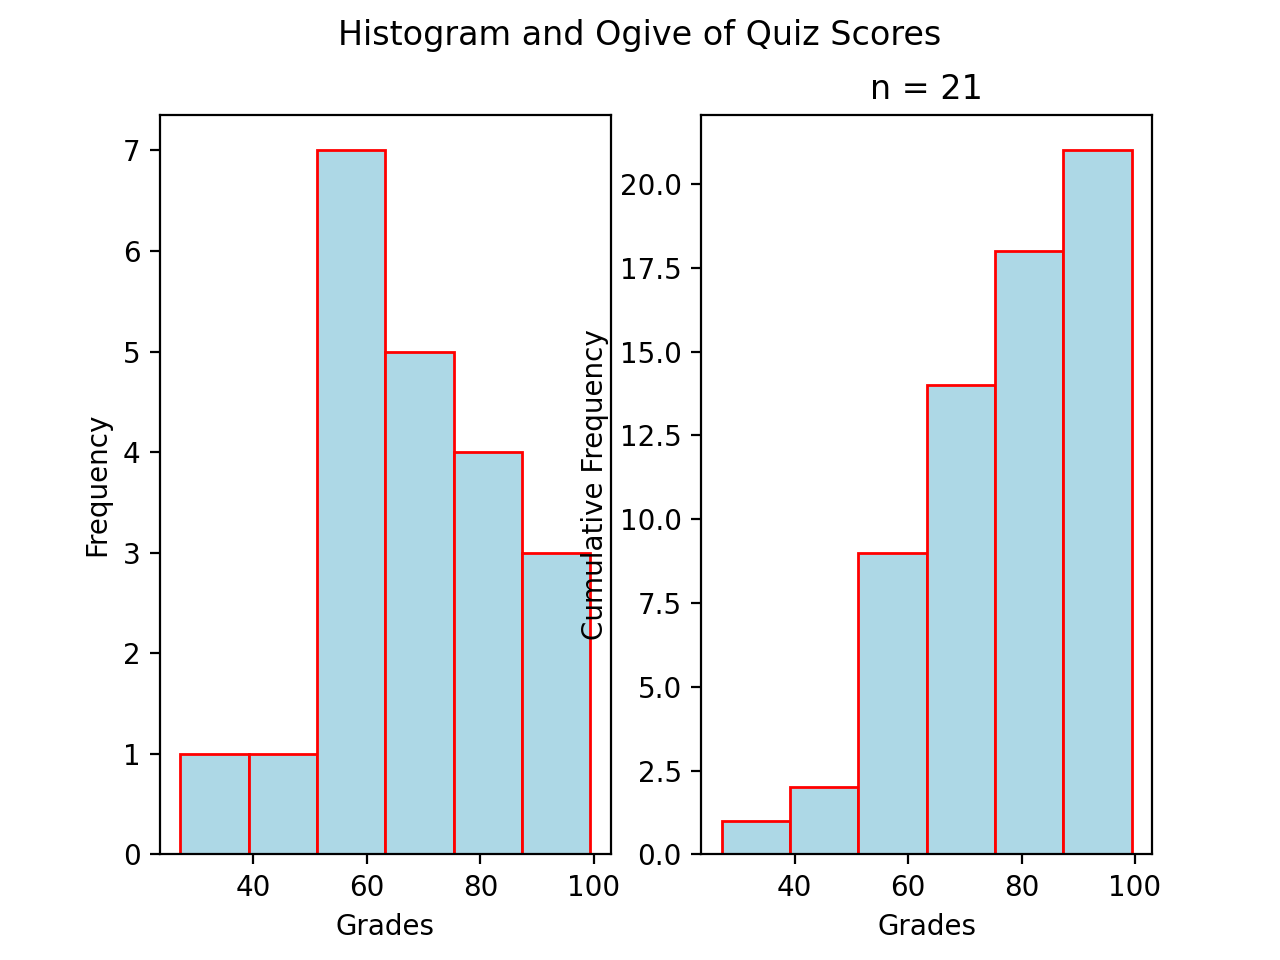 Histogram and Ogive of Quiz Scores
n = 21
Frequency
7
6
5
4
3
2
1
0
40 60 80 100
Grades
Cumulative Frequency
20.0
17.5
15.0
12.5
10.0
7.5
5.0
2.5
0.0
40 60 80 100
Grades